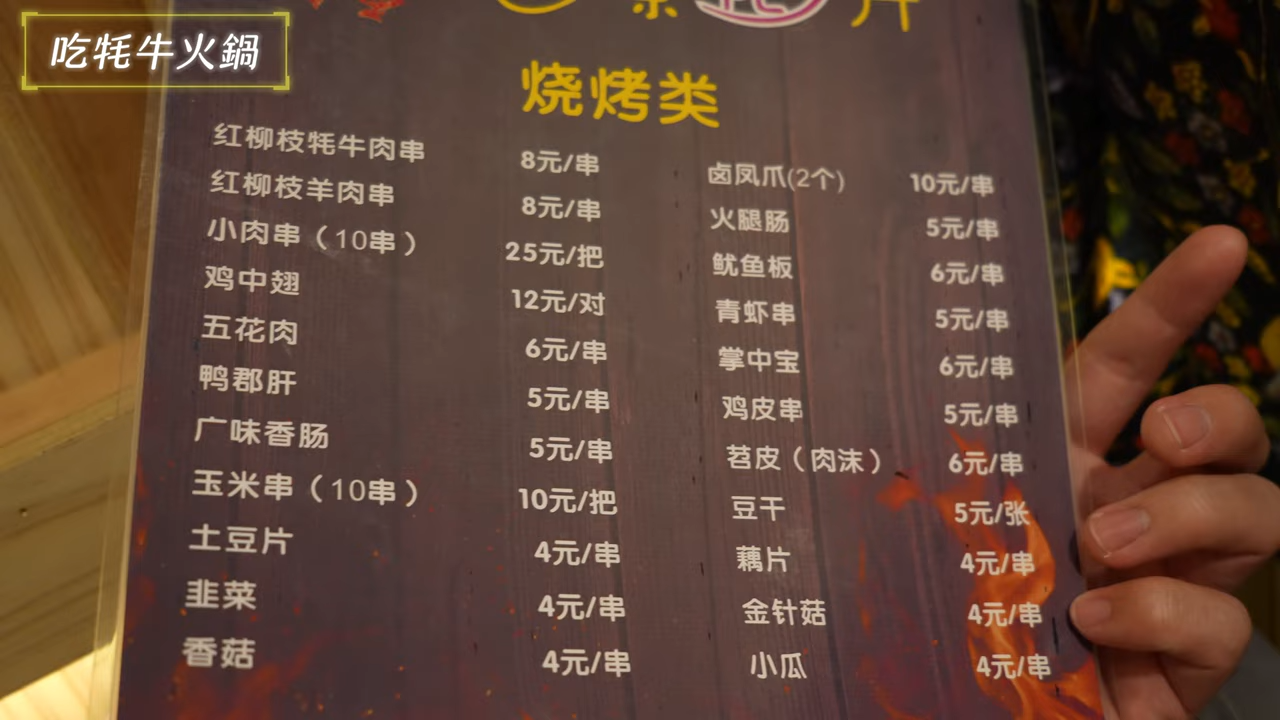 吃牦牛火鍋
烧烤类
红柳枝牦牛肉串 8元/串
红柳枝羊肉串 8元/串
小肉串（10串） 25元/把
鸡中翅 12元/对
五花肉 6元/串
鸭郡肝 5元/串
广味香肠 5元/串
玉米串（10串） 10元/把
土豆片 4元/串
韭菜 4元/串
香菇 4元/串
卤凤爪(2个) 10元/串
火腿肠 5元/串
鱿鱼板 6元/串
青虾串 5元/串
掌中宝 6元/串
鸡皮串 5元/串
苕皮（肉沫） 6元/串
豆干 5元/张
藕片 4元/串
金针菇 4元/串
小瓜 4元/串